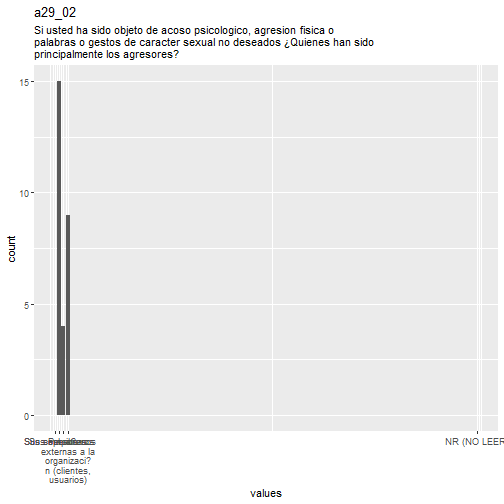 a29_02
Si usted ha sido objeto de acoso psicologico, agresion fisica o
palabras o gestos de caracter sexual no deseados ¿Quienes han sido
principalmente los agresores?
15
10
5
0
count
NR (NO LEER
externas a la
organizaci?
n (clientes,
usuarios)
values